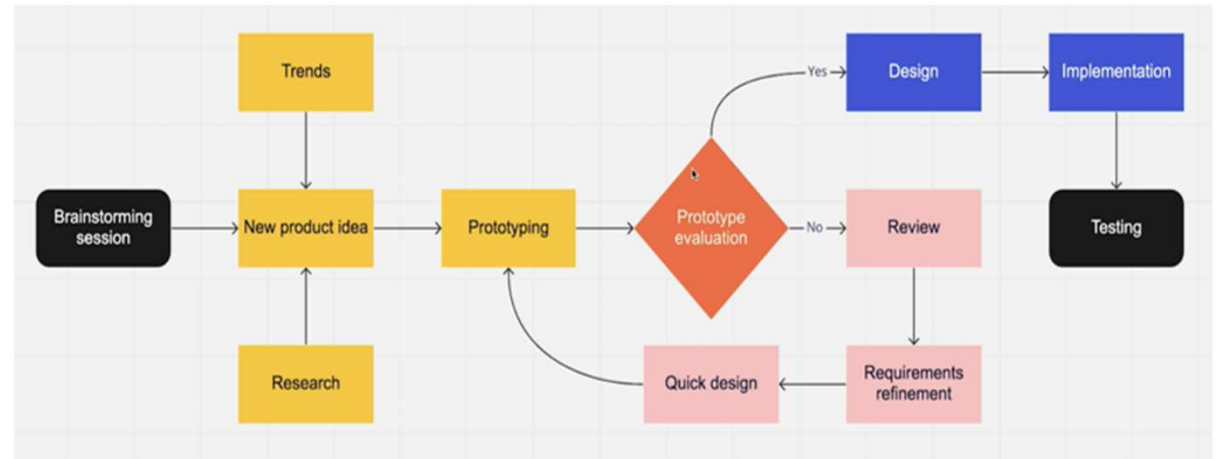 Trends
Yes
Design
Implementation
Brainstorming
session
New product idea
Prototyping
Prototype
evaluation
No
Review
Testing
Research
Quick design
Requirements
refinement